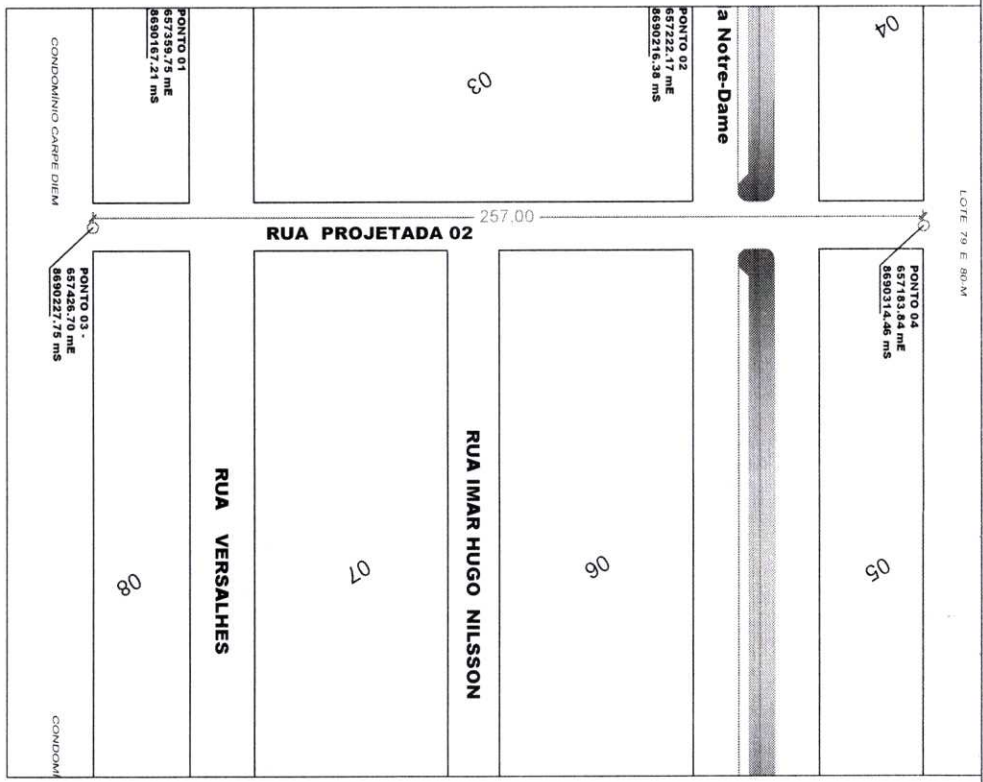 PONTO 01
657359.75 mE
8690167.21 mS
CONDOMÍNIO CARPE DIEM
03
PONTO 02
657222.17 mE
8690216.38 mS
a Notre-Dame
04
LOTE 79 E 80-M
257.00
RUA PROJETADA 02
PONTO 03 -
657426.70 mE
8690227.75 mS
PONTO 04
657183.84 mE
8690314.46 mS
RUA VERSALHES
RUA IMAR HUGO NILSSON
08
07
06
05
CONDOMÍ